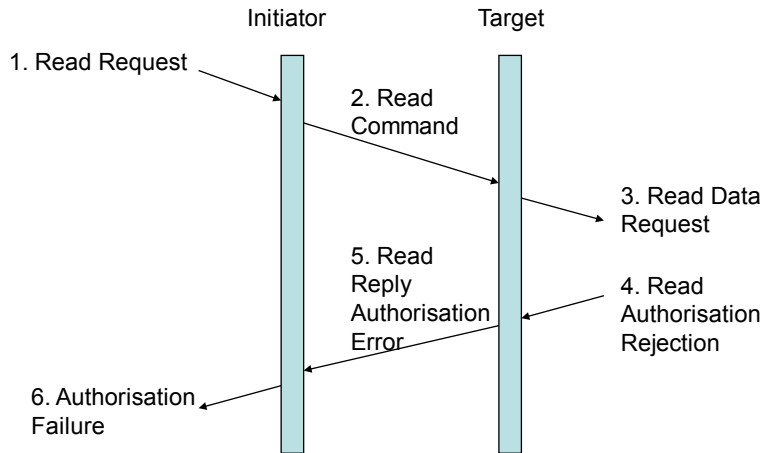 Initiator
Target
1. Read Request
2. Read
Command
3. Read Data
Request
4. Read
Authorisation
Rejection
5. Read
Reply
Authorisation
Error
6. Authorisation
Failure